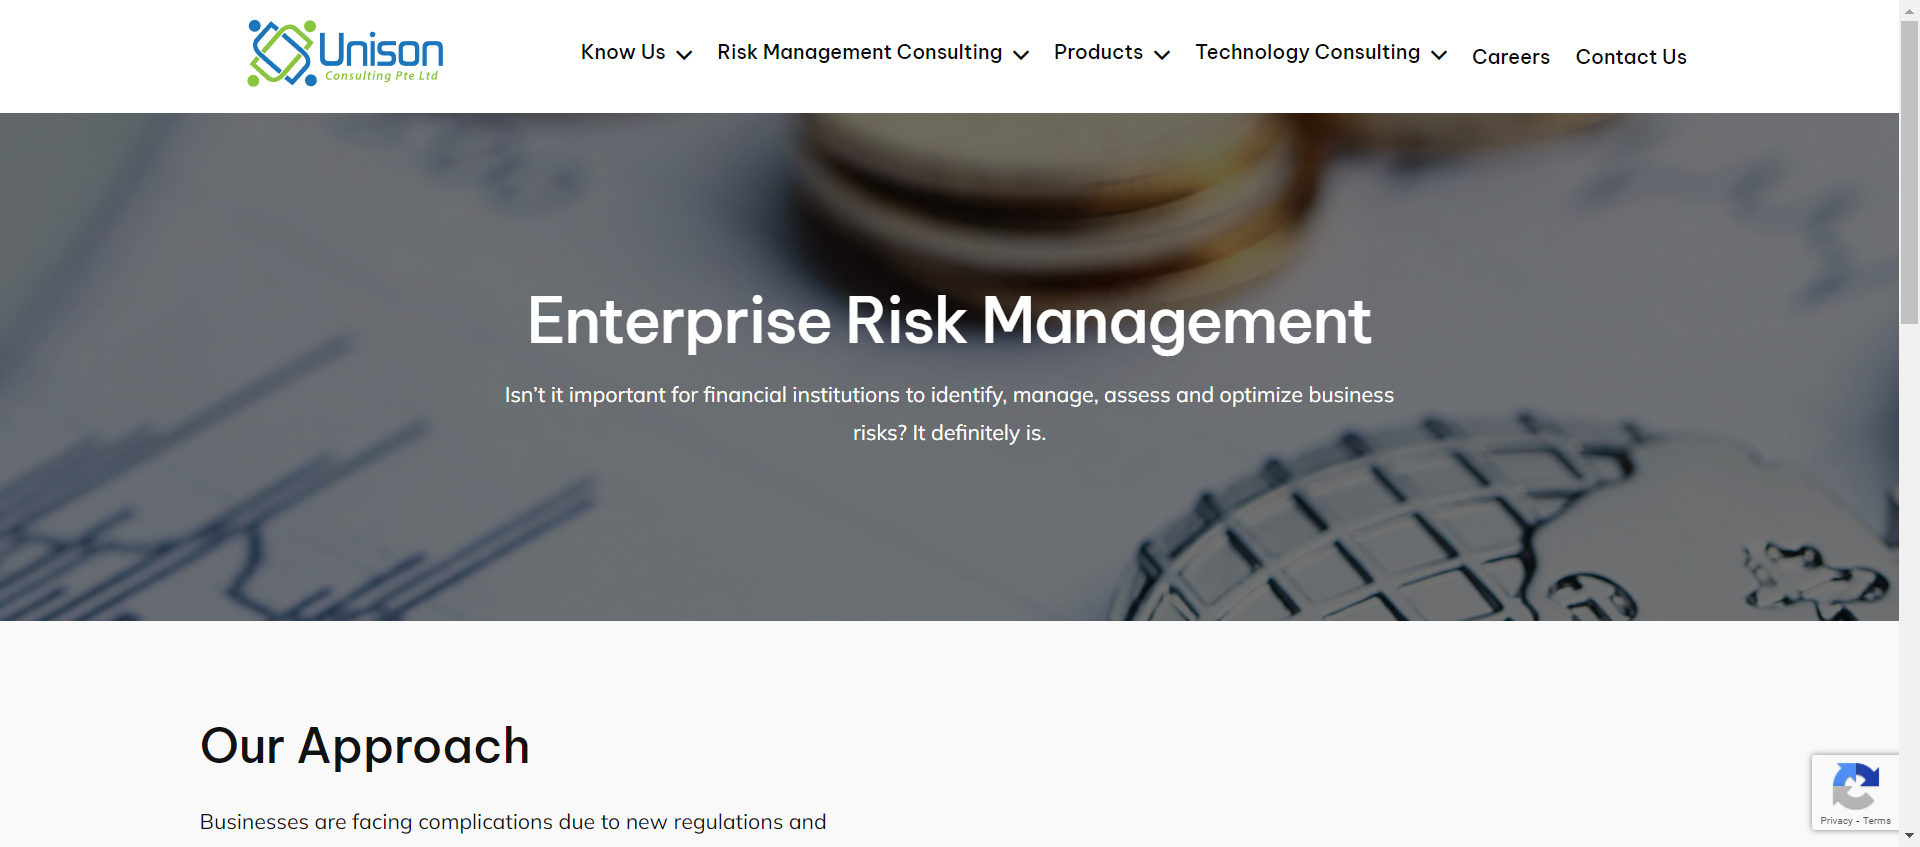 Unison
Consulting Pte Ltd
Know Us
Risk Management Consulting
Products
Technology Consulting
Careers
Contact Us
Enterprise Risk Management
Isn’t it important for financial institutions to identify, manage, assess and optimize business
risks? It definitely is.
Our Approach
Businesses are facing complications due to new regulations and
Privacy - Terms